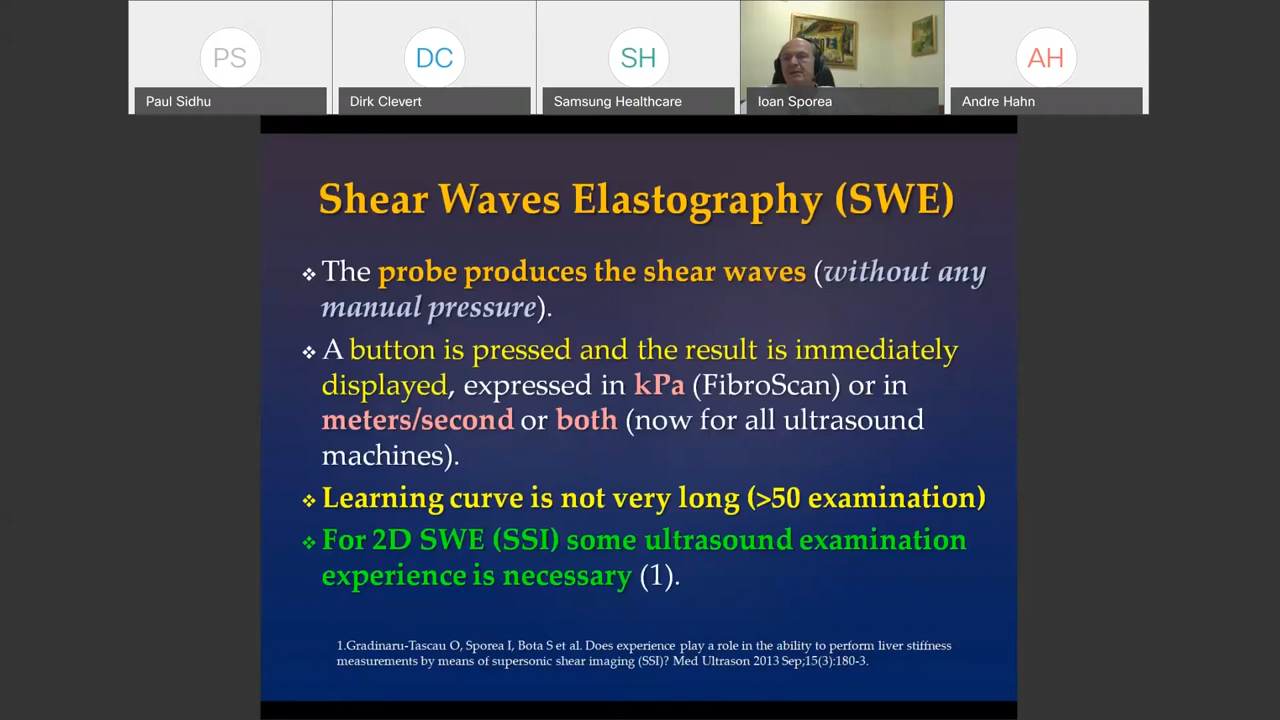 PS
DC
SH
AH
Paul Sidhu
Dirk Clevert
Samsung Healthcare
Ioan Sporea
Andre Hahn
Shear Waves Elastography (SWE)
❖ The probe produces the shear waves (without any
manual pressure).
❖ A button is pressed and the result is immediately
displayed, expressed in kPa (FibroScan) or in
meters/second or both (now for all ultrasound
machines).
❖ Learning curve is not very long (>50 examination)
❖ For 2D SWE (SSI) some ultrasound examination
experience is necessary (1).
1.Gradinaru-Tascau O, Sporea I, Bota S et al. Does experience play a role in the ability to perform liver stiffness
measurements by means of supersonic shear imaging (SSI)? Med Ultrason 2013 Sep;15(3):180-3.